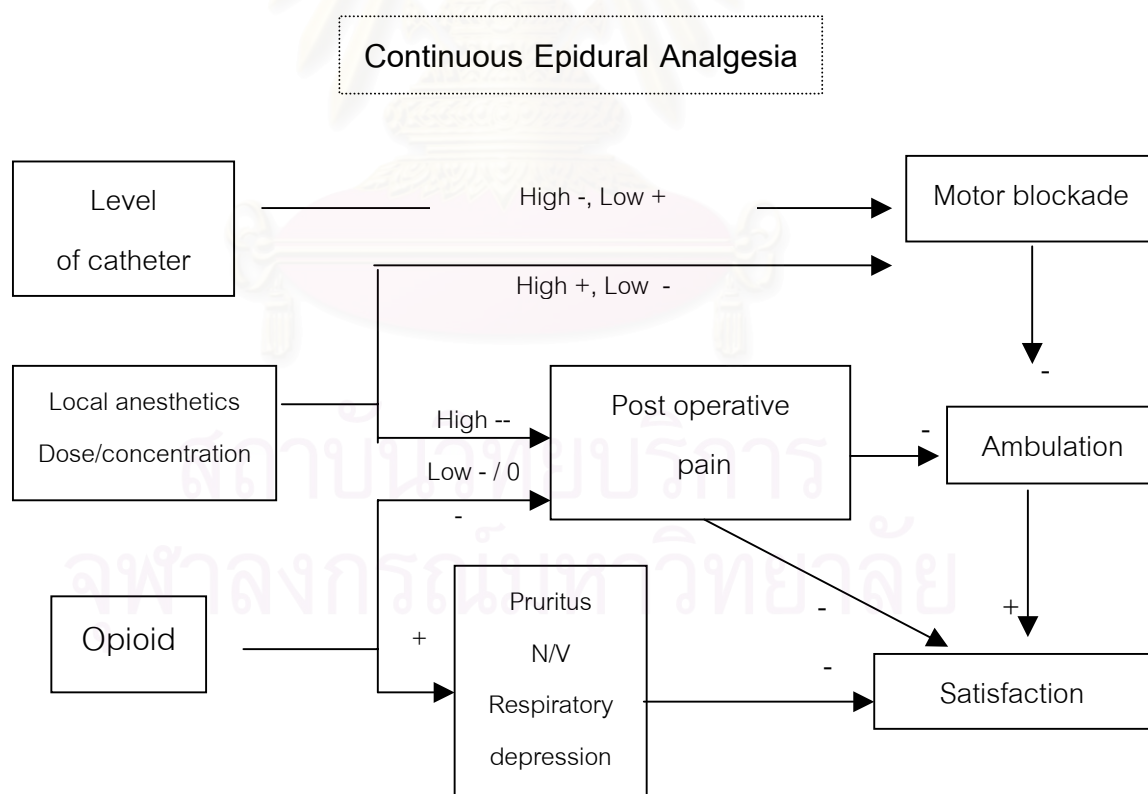 Continuous Epidural Analgesia
Level
of catheter
High -, Low +
Motor blockade
High +, Low -
-
Local anesthetics
Dose/concentration
High --
Low - / 0
-
Post operative
pain
-
Ambulation
สถาบันวิทยบริการ
จุฬาลงกรณ์มหาวิทยาลัย
Opioid
+
Pruritus
N/V
Respiratory
depression
-
+
-
Satisfaction